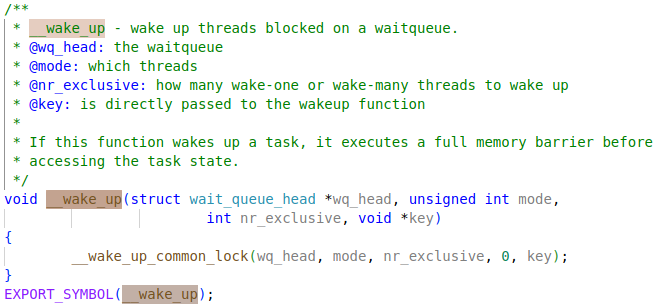 /**
 * __wake_up - wake up threads blocked on a waitqueue.
 * @wq_head: the waitqueue
 * @mode: which threads
 * @nr_exclusive: how many wake-one or wake-many threads to wake up
 * @key: is directly passed to the wakeup function
 *
 * If this function wakes up a task, it executes a full memory barrier before
 * accessing the task state.
 */
void __wake_up(struct wait_queue_head *wq_head, unsigned int mode,
                        int nr_exclusive, void *key)
{
        __wake_up_common_lock(wq_head, mode, nr_exclusive, 0, key);
}
EXPORT_SYMBOL(__wake_up);